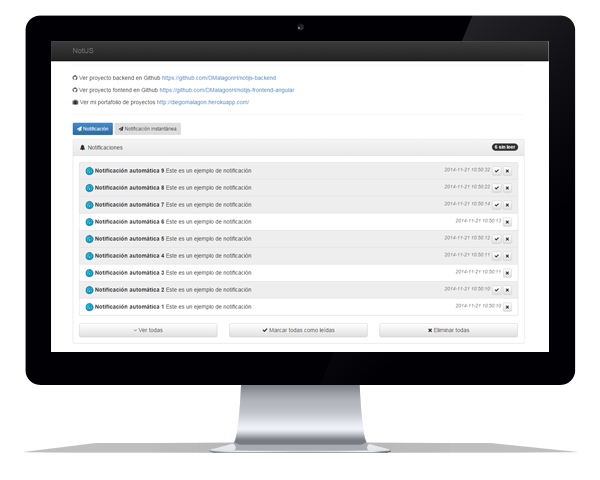 NotiJS
Ver proyecto backend en Github https://github.com/DMalagonH/notijs-backend
Ver proyecto fontend en Github https://github.com/DMalagonH/notijs-frontend-angular
Ver mi portafolio de proyectos http://diegomalagon.herokuapp.com/
Notificación Notificación instantánea
Notificaciones 6 sin leer
Notificación automática 9 Este es un ejemplo de notificación 2014-11-21 10:50:32
Notificación automática 8 Este es un ejemplo de notificación 2014-11-21 10:50:22
Notificación automática 7 Este es un ejemplo de notificación 2014-11-21 10:50:14
Notificación automática 6 Este es un ejemplo de notificación 2014-11-21 10:50:13
Notificación automática 5 Este es un ejemplo de notificación 2014-11-21 10:50:12
Notificación automática 4 Este es un ejemplo de notificación 2014-11-21 10:50:11
Notificación automática 3 Este es un ejemplo de notificación 2014-11-21 10:50:11
Notificación automática 2 Este es un ejemplo de notificación 2014-11-21 10:50:10
Notificación automática 1 Este es un ejemplo de notificación 2014-11-21 10:50:10
Ver todas Marcar todas como leídas Eliminar todas